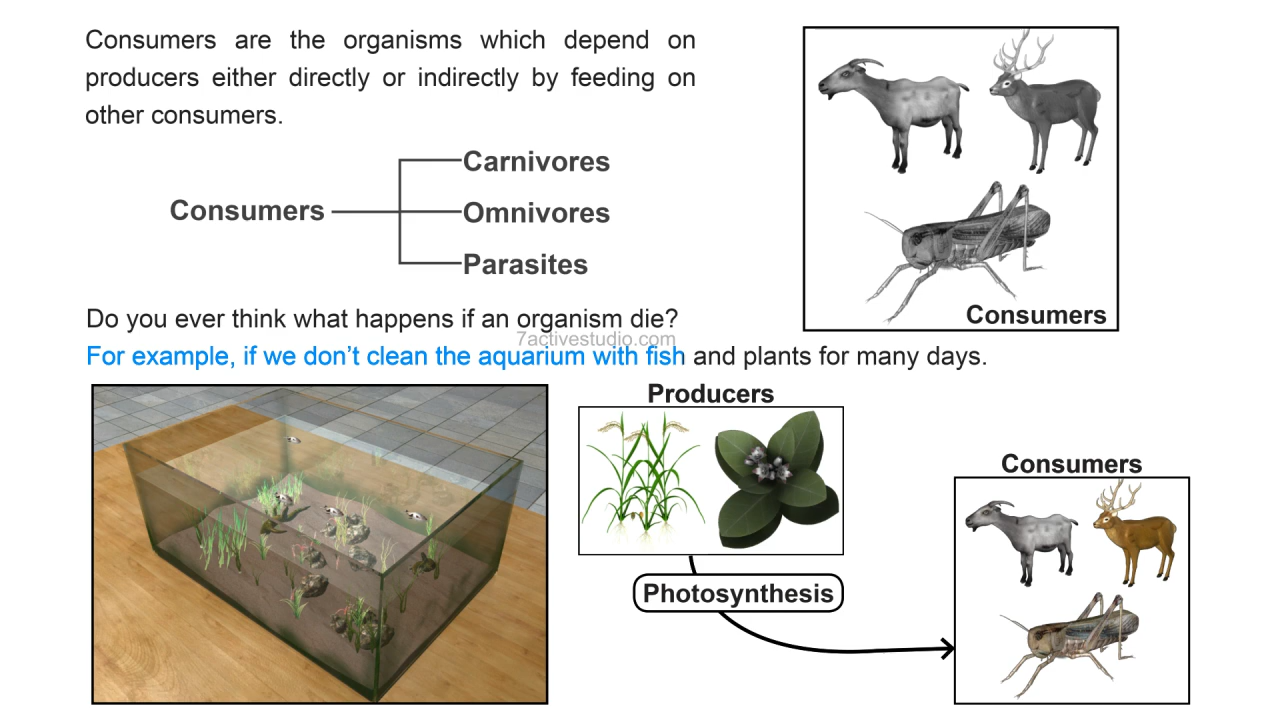 Consumers are the organisms which depend on
producers either directly or indirectly by feeding on
other consumers.
Consumers
Carnivores
Omnivores
Parasites
Consumers
Do you ever think what happens if an organism die?
7activestudio.com
For example, if we don't clean the aquarium with fish and plants for many days.
Producers
Photosynthesis
Consumers